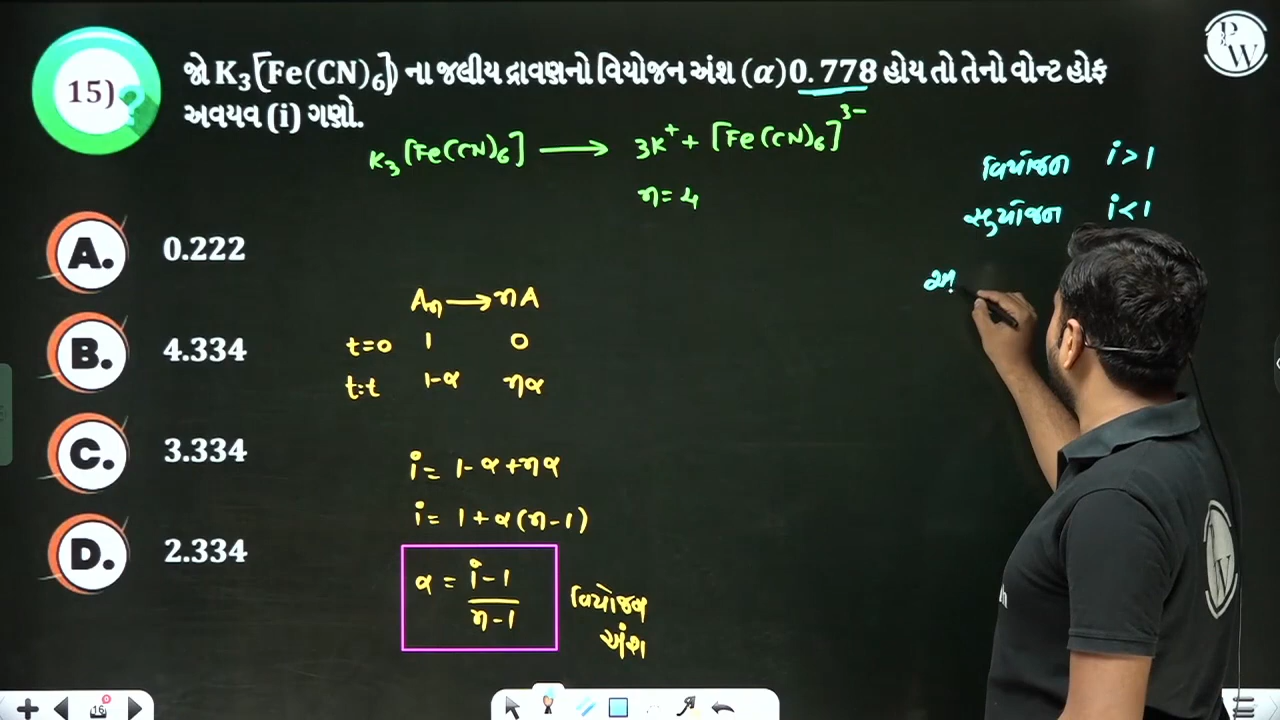 15)
જો K₃[Fe(CN)₆] ના જલીય દ્રાવણનો વિયોજન અંશ (α) 0.778 હોય તો તેનો વોન્ટ હોફ
અવયવ (i) ગણો.
K₃[Fe(CN)₆] ⟶ 3K⁺ + [Fe(CN)₆]³⁻
n = 4
વિયોજન i > 1
સુયોજન i < 1
A. 0.222
B. 4.334
C. 3.334
D. 2.334
Aₙ ⟶ nA
t=0 1 0
t:t 1-α nα
i = 1 - α + nα
i = 1 + α (n-1)
α = i-1 / n-1
વિયોજન
અંશ
PW
16